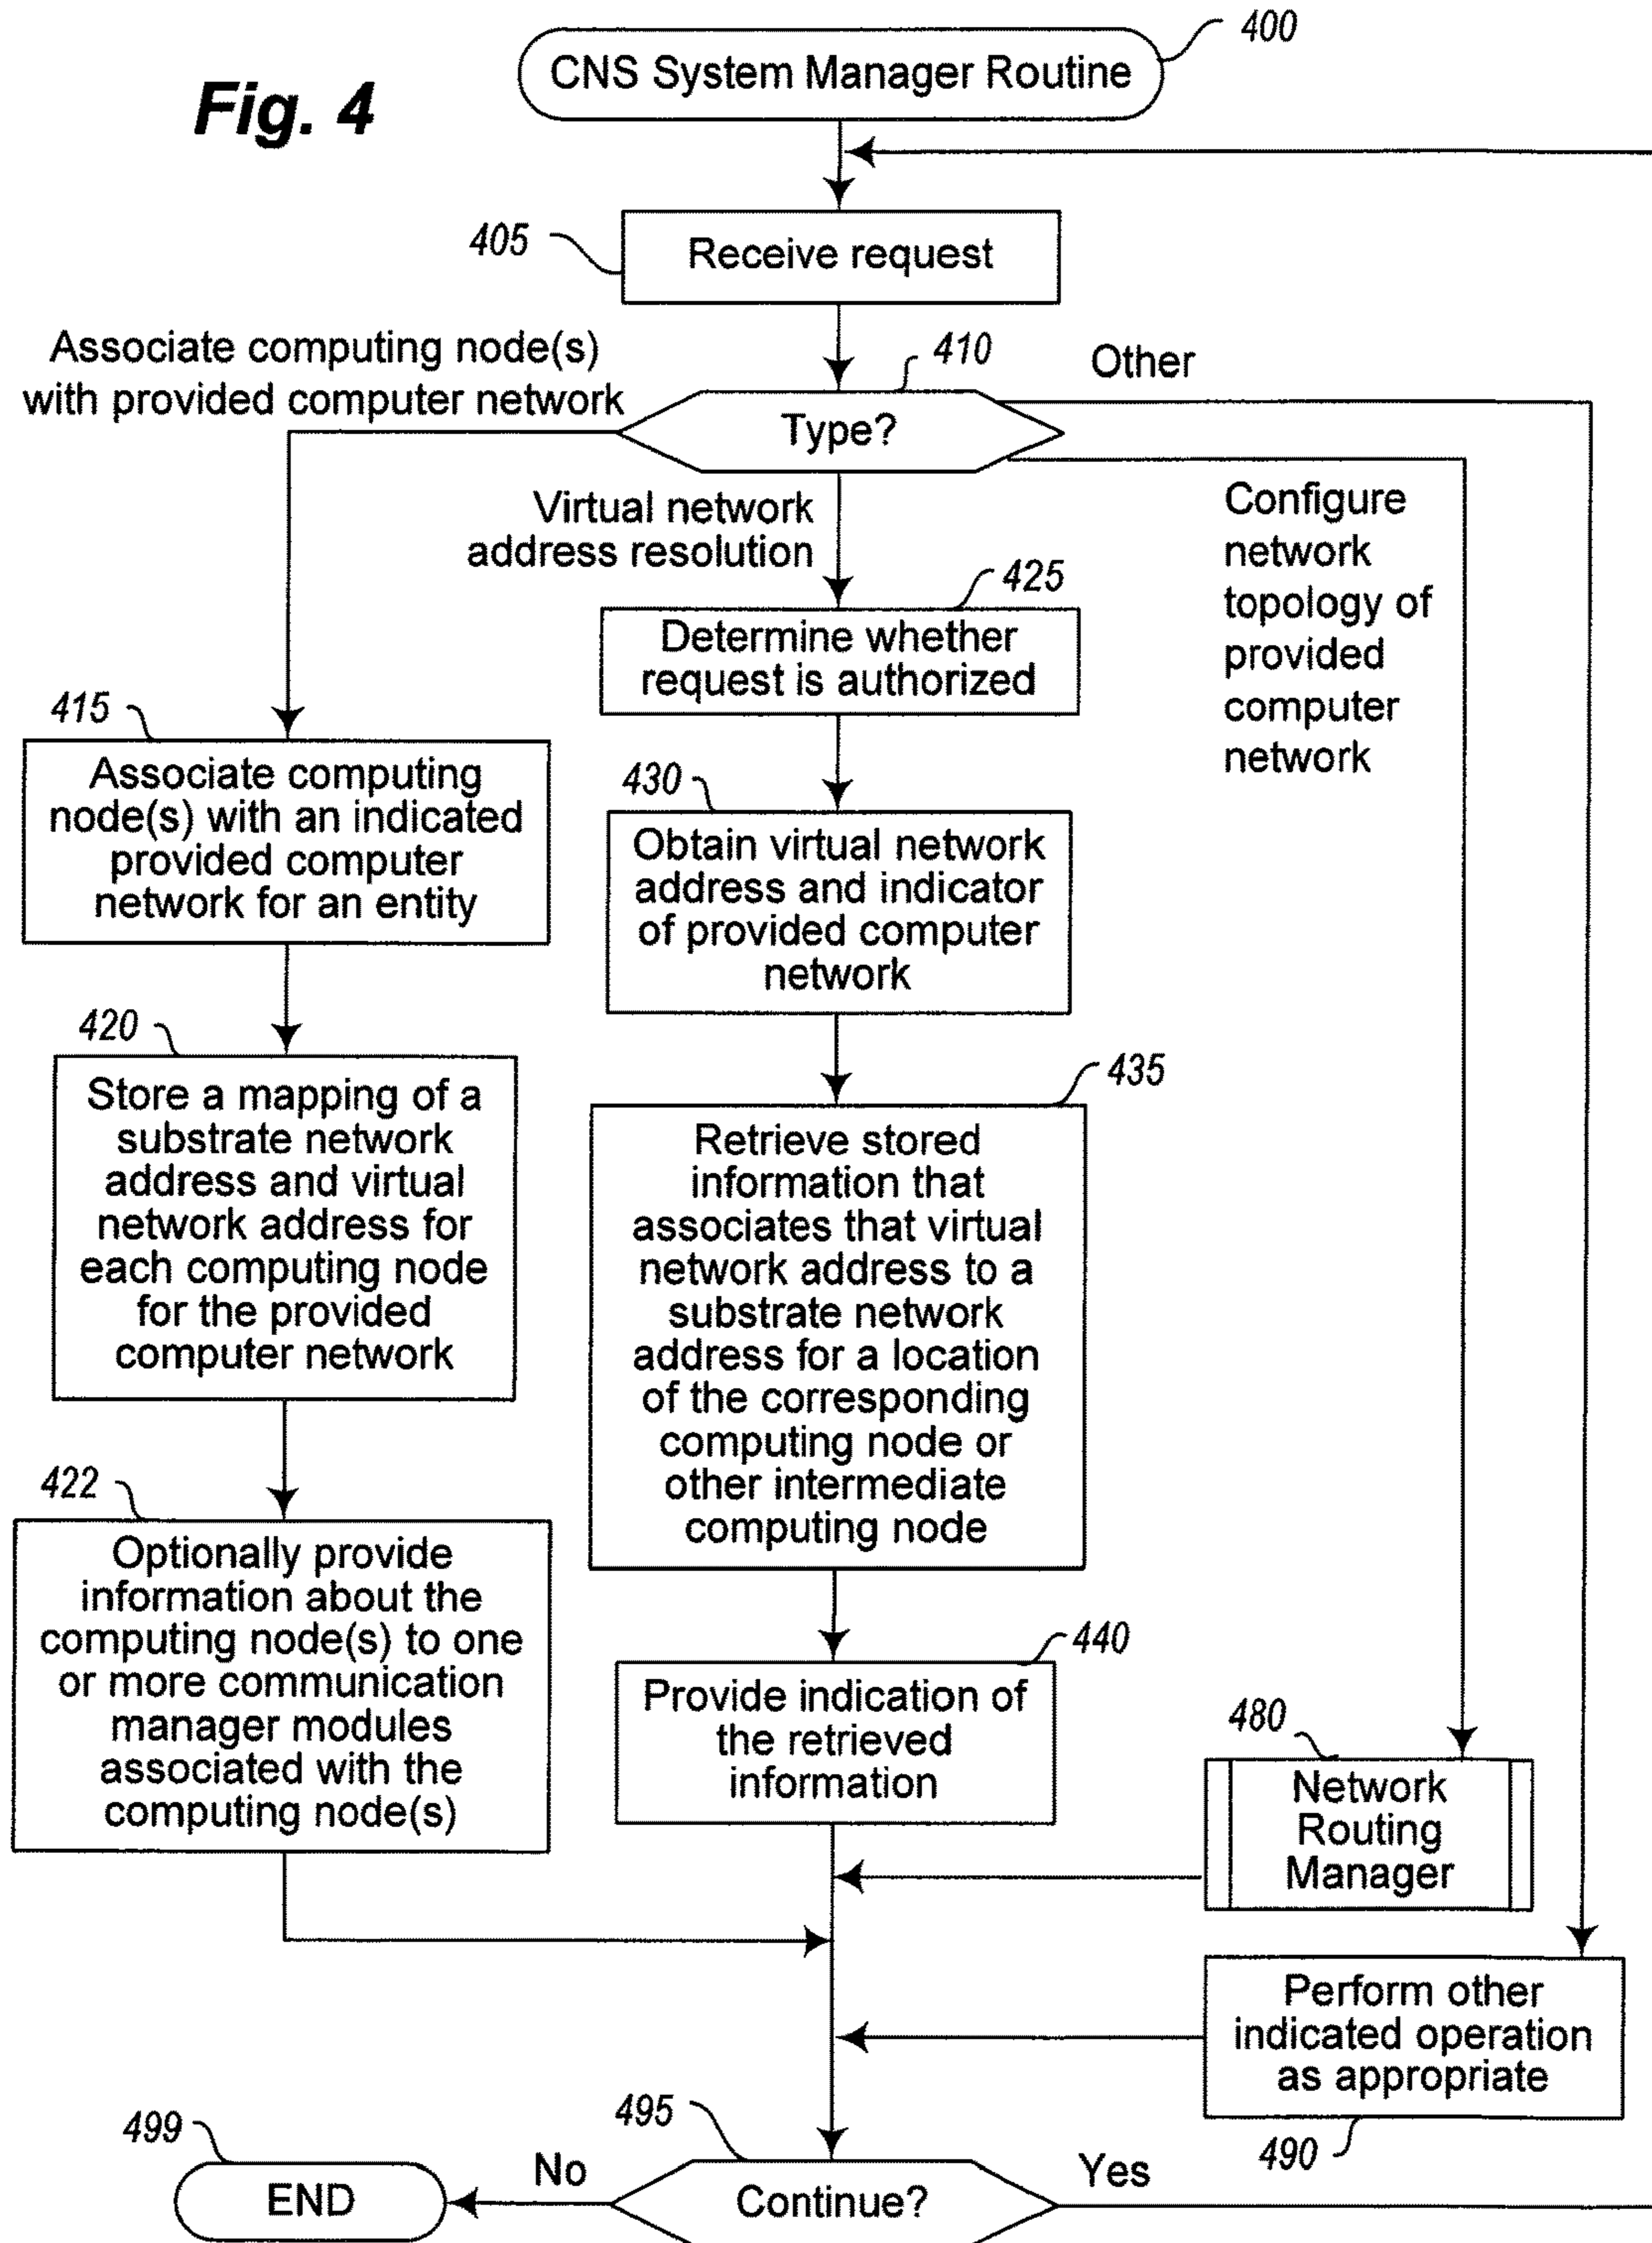 Fig. 4
400
CNS System Manager Routine
405
Receive request
Associate computing node(s)
with provided computer network
410
Type?
Other
Virtual network
address resolution
Configure
network
topology of
provided
computer
network
425
Determine whether
request is authorized
415
Associate computing
node(s) with an indicated
provided computer
network for an entity
430
Obtain virtual network
address and indicator
of provided computer
network
420
Store a mapping of a
substrate network
address and virtual
network address for
each computing node
for the provided
computer network
435
Retrieve stored
information that
associates that virtual
network address to a
substrate network
address for a location
of the corresponding
computing node or
other intermediate
computing node
422
Optionally provide
information about the
computing node(s) to one
or more communication
manager modules
associated with the
computing node(s)
440
Provide indication of
the retrieved
information
480
Network
Routing
Manager
Perform other
indicated operation
as appropriate
490
495
Continue?
Yes
No
499
END